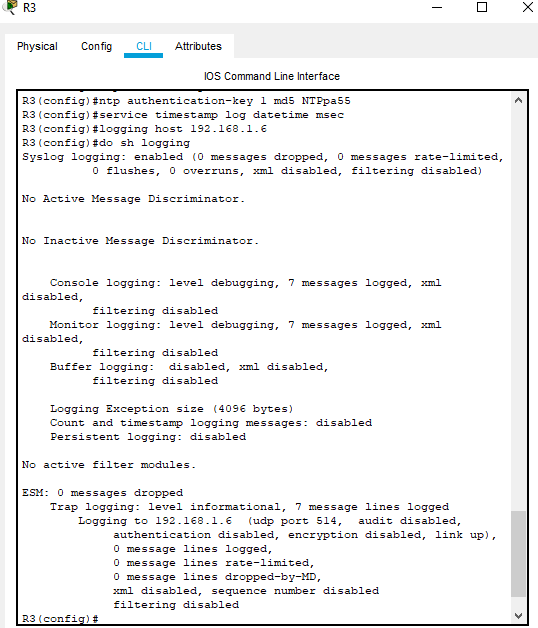 R3
Physical Config CLI Attributes
IOS Command Line Interface
R3(config)#ntp authentication-key 1 md5 NTPpa55
R3(config)#service timestamp log datetime msec
R3(config)#logging host 192.168.1.6
R3(config)#do sh logging
Syslog logging: enabled (0 messages dropped, 0 messages rate-limited,
0 flushes, 0 overruns, xml disabled, filtering disabled)
No Active Message Discriminator.
No Inactive Message Discriminator.
Console logging: level debugging, 7 messages logged, xml
disabled,
filtering disabled
Monitor logging: level debugging, 7 messages logged, xml
disabled,
filtering disabled
Buffer logging:  disabled, xml disabled,
filtering disabled
Logging Exception size (4096 bytes)
Count and timestamp logging messages: disabled
Persistent logging: disabled
No active filter modules.
ESM: 0 messages dropped
Trap logging: level informational, 7 message lines logged
Logging to 192.168.1.6  (udp port 514,  audit disabled,
authentication disabled, encryption disabled, link up),
0 message lines logged,
0 message lines rate-limited,
0 message lines dropped-by-MD,
xml disabled, sequence number disabled
filtering disabled
R3(config)#